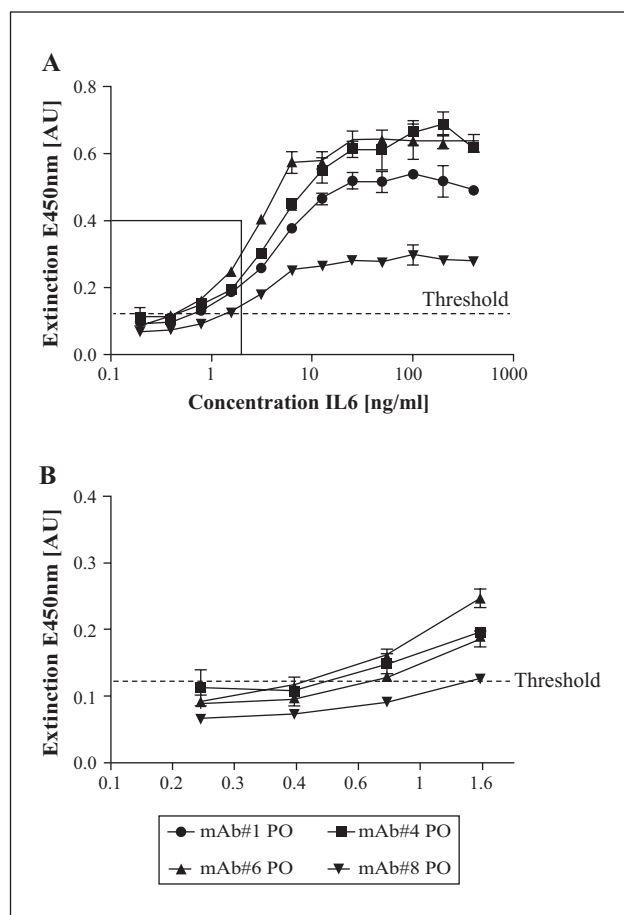 A
Extinction E450nm [AU]
0.8
0.6
0.4
0.2
0.0
Threshold
0.1 1 10 100 1000
Concentration IL6 [ng/ml]
B
Extinction E450nm [AU]
0.4
0.3
0.2
0.1
0.0
Threshold
0.1 0.2 0.3 0.4 0.6 1 1.6
mAb#1 PO mAb#4 PO
mAb#6 PO mAb#8 PO